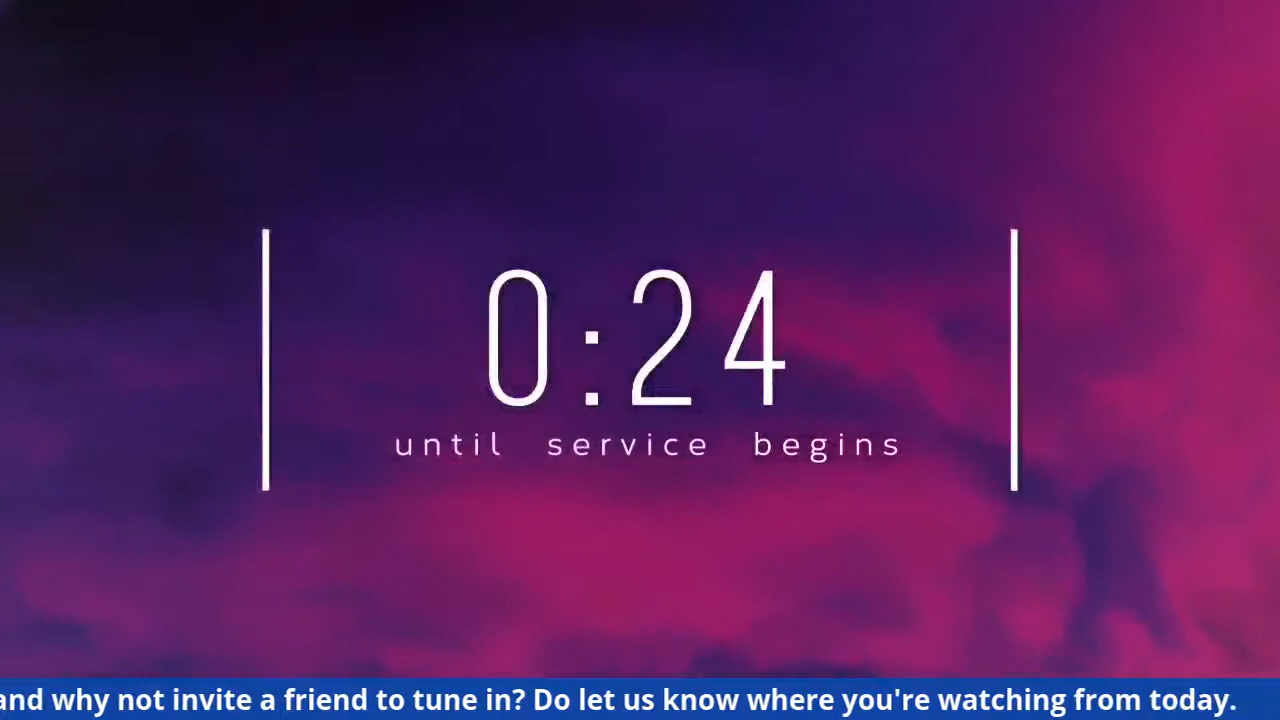 0:24
until service begins
and why not invite a friend to tune in? Do let us know where you're watching from today.